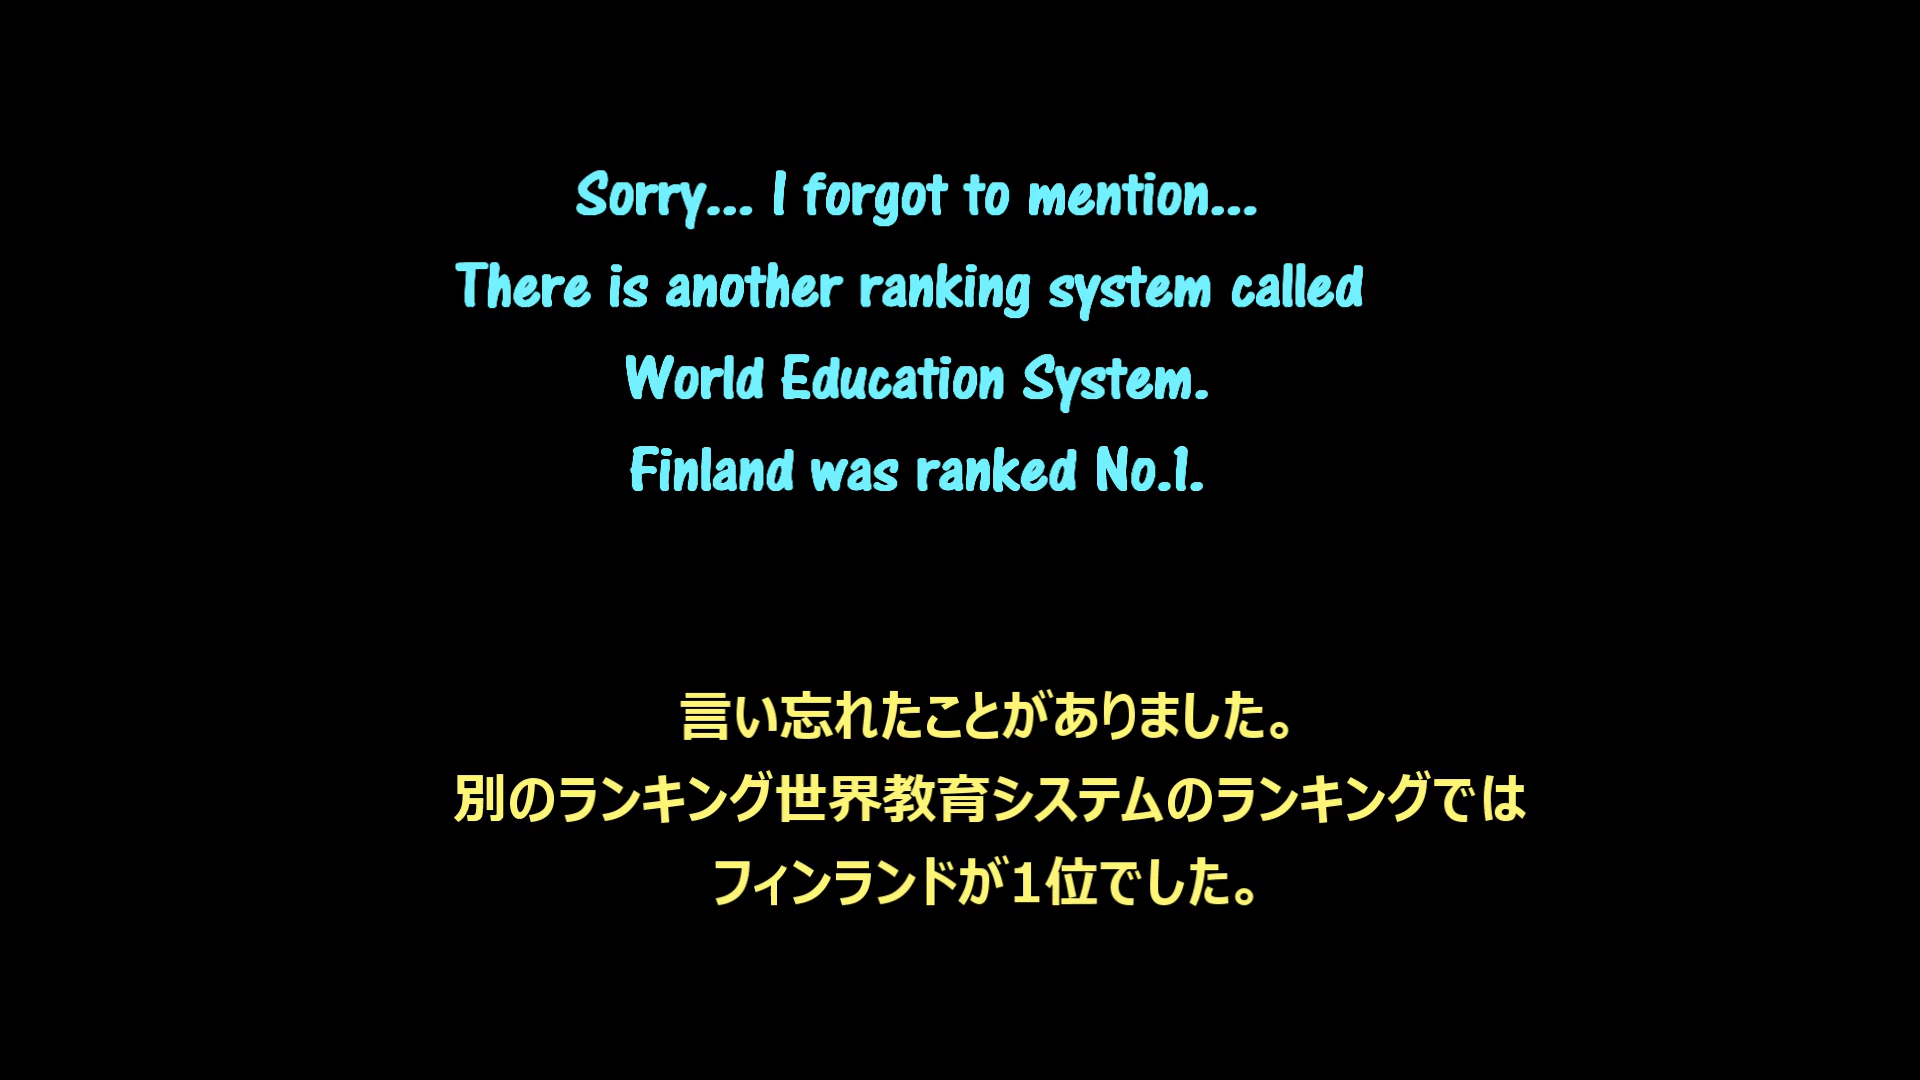 Sorry... I forgot to mention...
There is another ranking system called
World Education System.
Finland was ranked No.1.
言い忘れたことがありました。
別のランキング世界教育システムのランキングでは
フィンランドが1位でした。